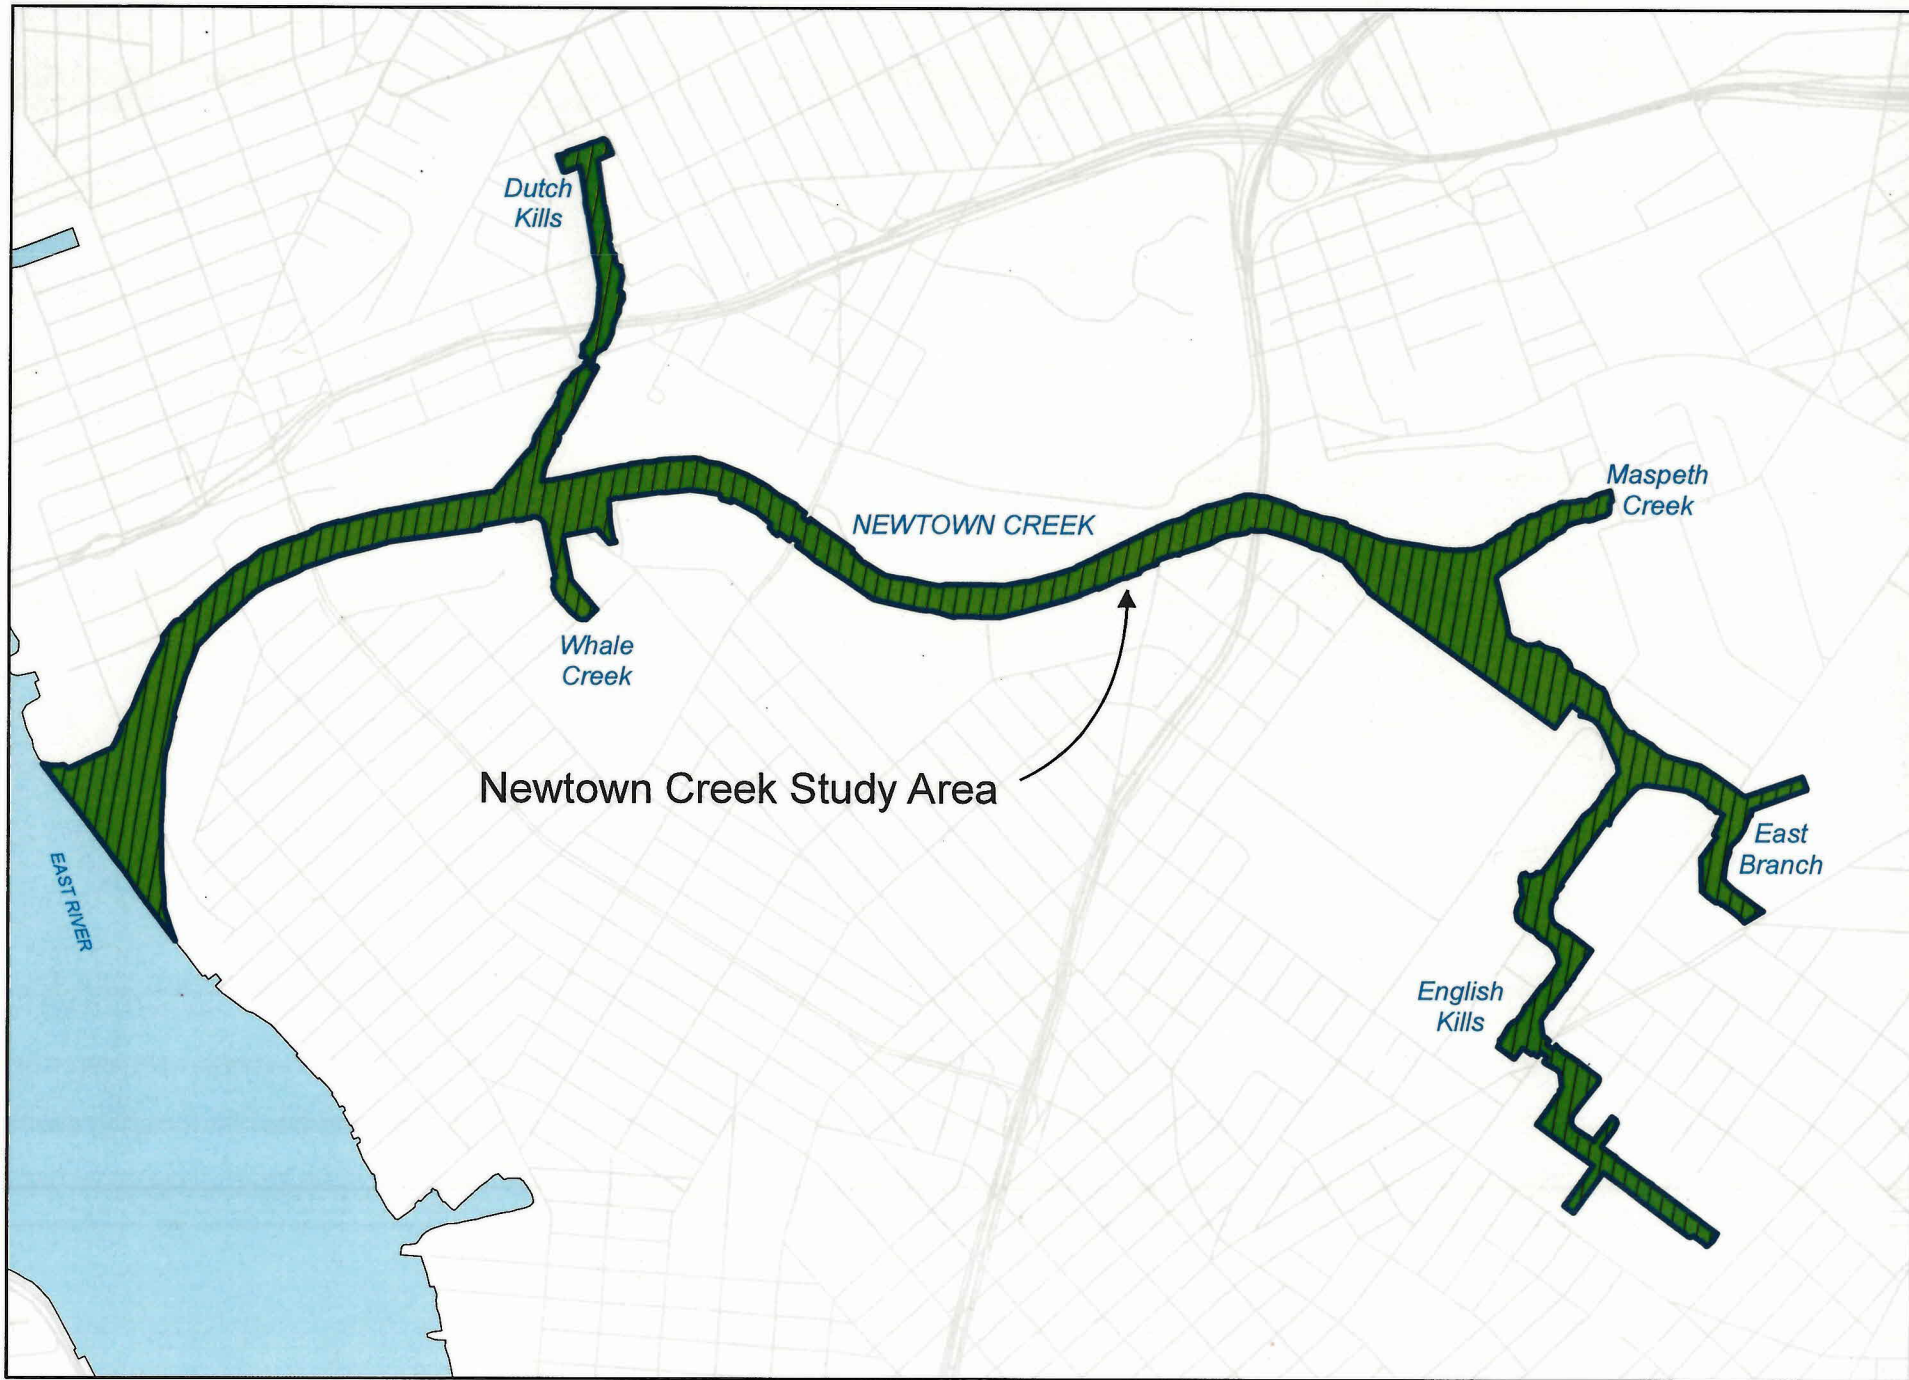 Dutch
Kills
Maspeth
Creek
NEWTOWN CREEK
Whale
Creek
Newtown Creek Study Area
East
Branch
EAST RIVER
English
Kills